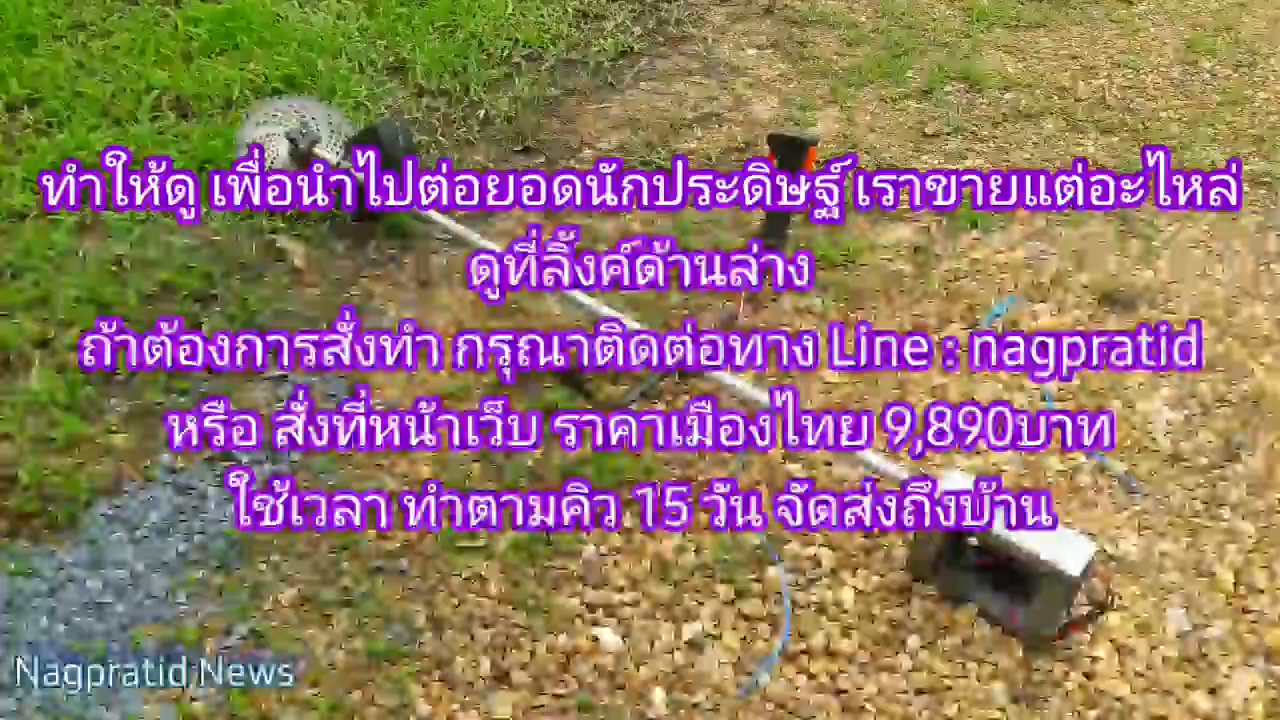 ทำให้ดู เพื่อนำไปต่อยอดนักประดิษฐ์ เราขายแต่อะไหล่
ดูที่ลิ้งค์ด้านล่าง
ถ้าต้องการสั่งทำ กรุณาติดต่อทาง Line : nagpratid
หรือ สั่งที่หน้าเว็บ ราคาเมืองไทย 9,890บาท
ใช้เวลา ทำตามคิว 15 วัน จัดส่งถึงบ้าน
Nagpratid News